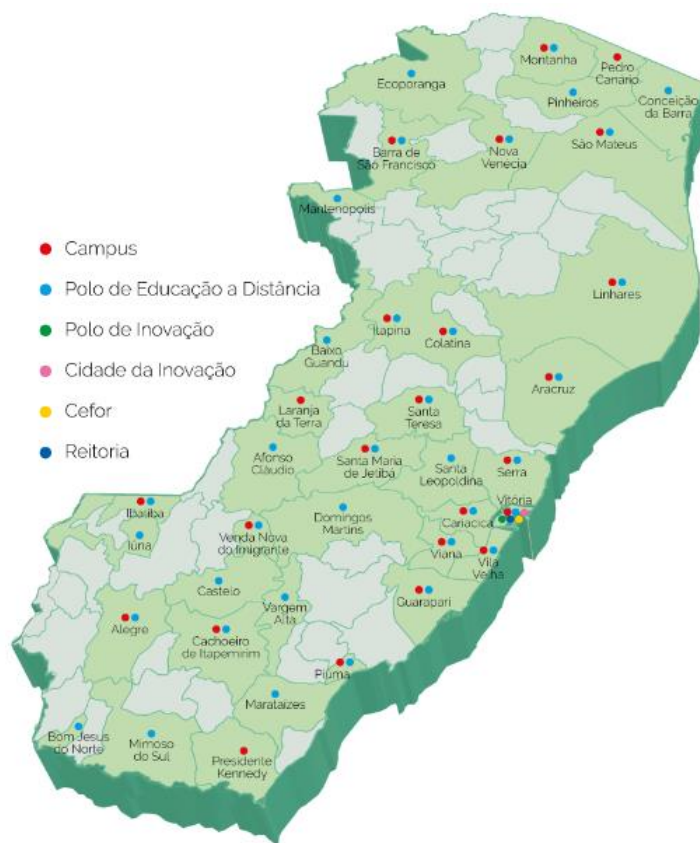 Montanha
Pedro
Canário
Ecoporanga
Pinheiros
Conceição
da Barra
Barra de
São Francisco
Nova
Venécia
São Mateus
Mantenópolis
Campus
Polo de Educação a Distância
Polo de Inovação
Cidade da Inovação
Cefor
Reitoria
Linhares
Itapina
Colatina
Baixo
Guandu
Aracruz
Laranja
da Terra
Santa
Teresa
Afonso
Cláudio
Santa Maria
de Jetibá
Santa
Leopoldina
Serra
Vitória
Ibatiba
Iúna
Venda Nova
do Imigrante
Domingos
Martins
Cariacica
Viana
Vila
Velha
Castelo
Vargem
Alta
Guarapari
Alegre
Cachoeiro
de Itapemirim
Piúma
Marataízes
Bom Jesus
do Norte
Mimoso
do Sul
Presidente
Kennedy